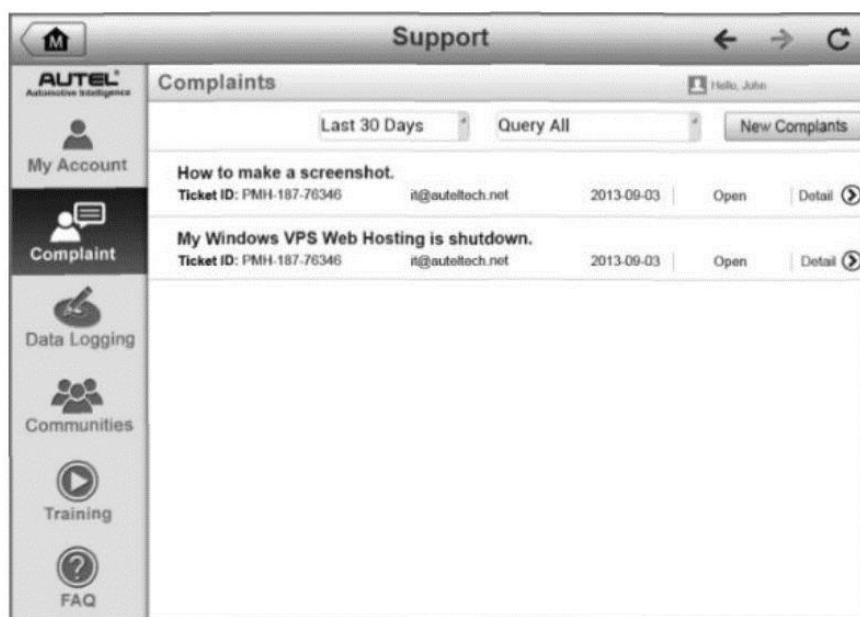 M
Support
AUTEL
Automotive Intelligence
Complaints
Hello, John
Last 30 Days
Query All
New Complants
My Account
How to make a screenshot.
Ticket ID: PMH-187-76346 it@auteltech.net 2013-09-03 Open Detail
Complaint
My Windows VPS Web Hosting is shutdown.
Ticket ID: PMH-187-76346 it@auteltech.net 2013-09-03 Open Detail
Data Logging
Communities
Training
?
FAQ